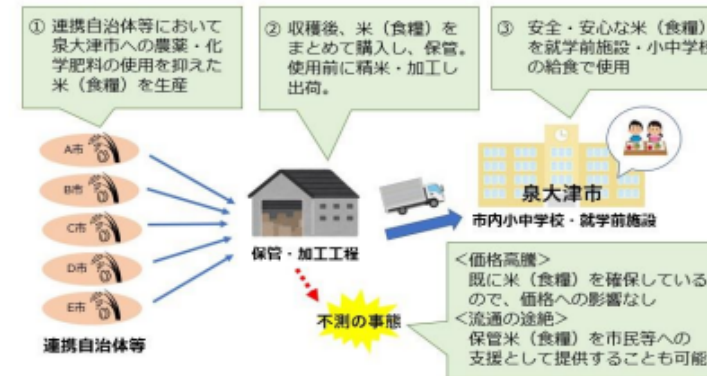 ① 連携自治体等において
泉大津市への農薬・化
学肥料の使用を抑えた
米（食糧）を生産
② 収穫後、米（食糧）を
まとめて購入し、保管。
使用前に精米・加工し
出荷。
③ 安全・安心な米（食糧）
を就学前施設・小中学校
の給食で使用
A市
B市
C市
D市
E市
連携自治体等
保管・加工工程
泉大津市
市内小中学校・就学前施設
不測の事態
＜価格高騰＞
既に米（食糧）を確保している
ので、価格への影響なし
＜流通の途絶＞
保管米（食糧）を市民等への
支援として提供することも可能